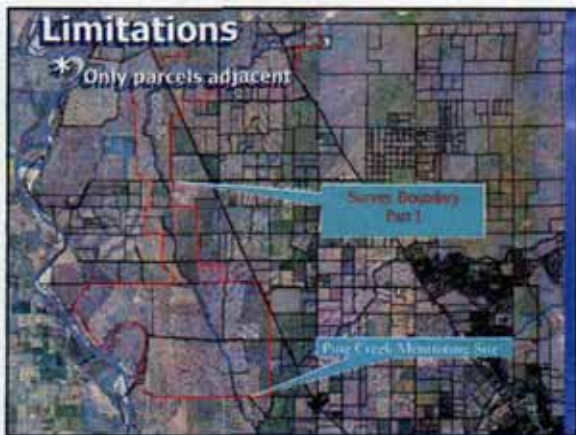 Limitations
* Only parcels adjacent
Survey Boundary
Part 1
Pine Creek Monitoring Site